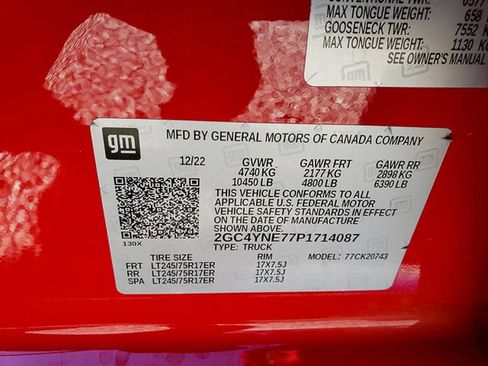 MAX TONGUE WEIGHT: 658
GOOSENECK TWR: 7552
MAX TONGUE WEIGHT: 1130 KG
SEE OWNER'S MANUAL
gm
MFD BY GENERAL MOTORS OF CANADA COMPANY
12/22 GVWR GAWR FRT GAWR RR
4740 KG 2177 KG 2898 KG
10450 LB 4800 LB 6390 LB
THIS VEHICLE CONFORMS TO ALL
APPLICABLE U.S. FEDERAL MOTOR
VEHICLE SAFETY STANDARDS IN
EFFECT ON THE DATE OF MANUFACTURE
SHOWN ABOVE.
2GC4YNE77P1714087
130X TYPE: TRUCK
TIRE SIZE RIM MODEL: 77CK20743
FRT LT245/75R17ER 17X7.5J
RR LT245/75R17ER 17X7.5J
SPA LT245/75R17ER 17X7.5J